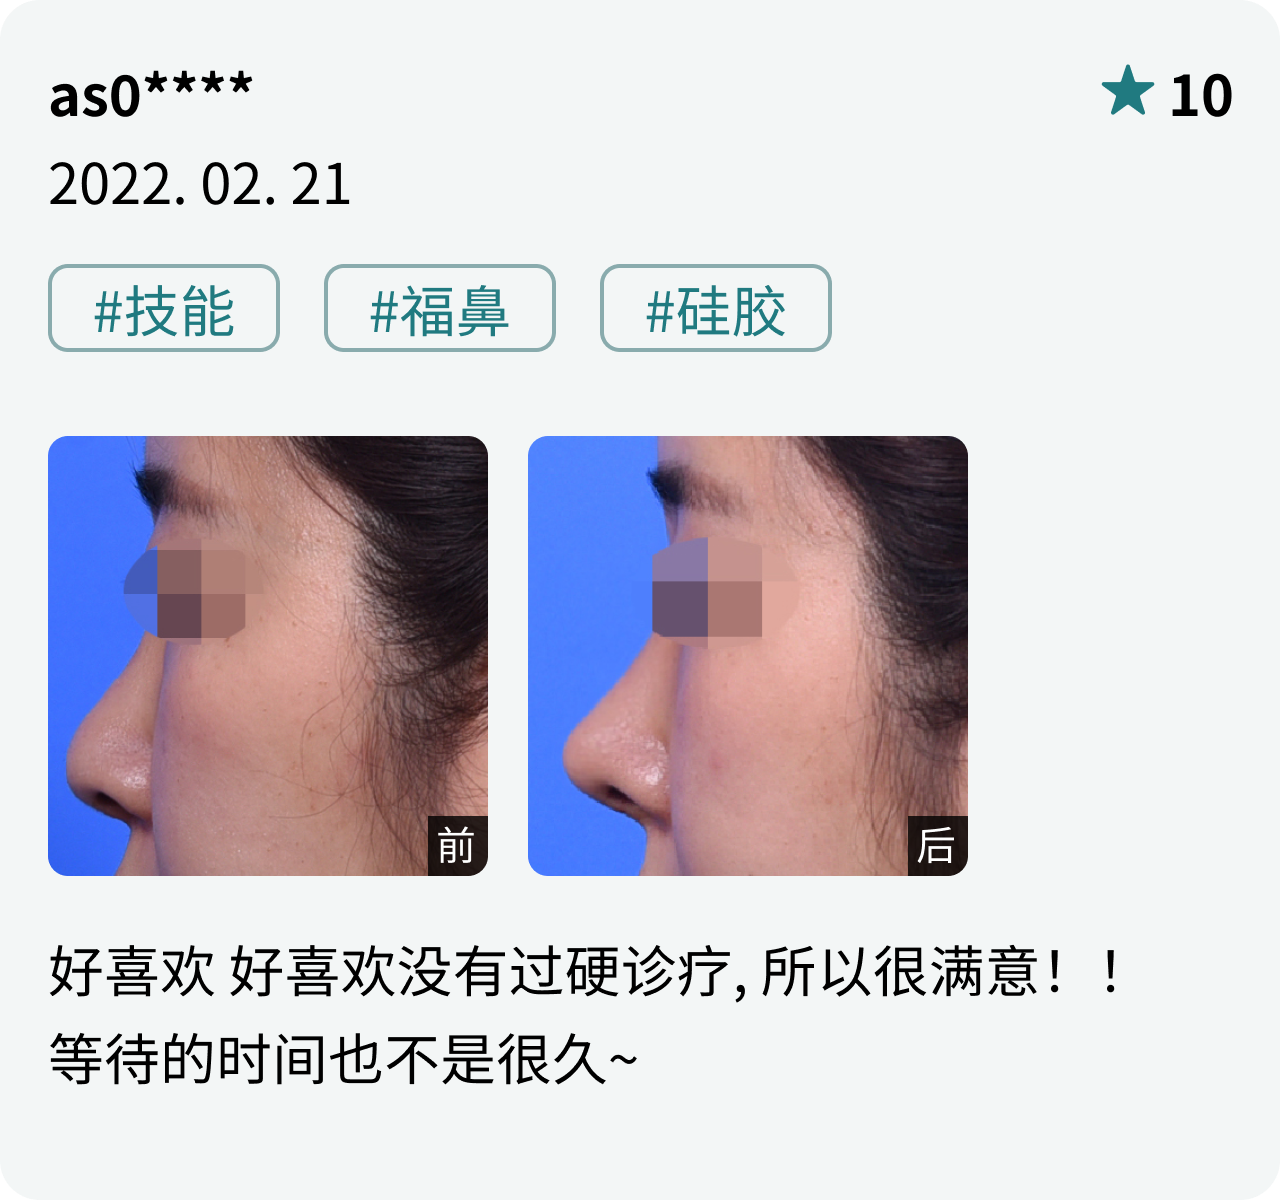 as0****
★ 10
2022. 02. 21
#技能 #福鼻 #硅胶
前
后
好喜欢 好喜欢没有过硬诊疗, 所以很满意！！
等待的时间也不是很久~